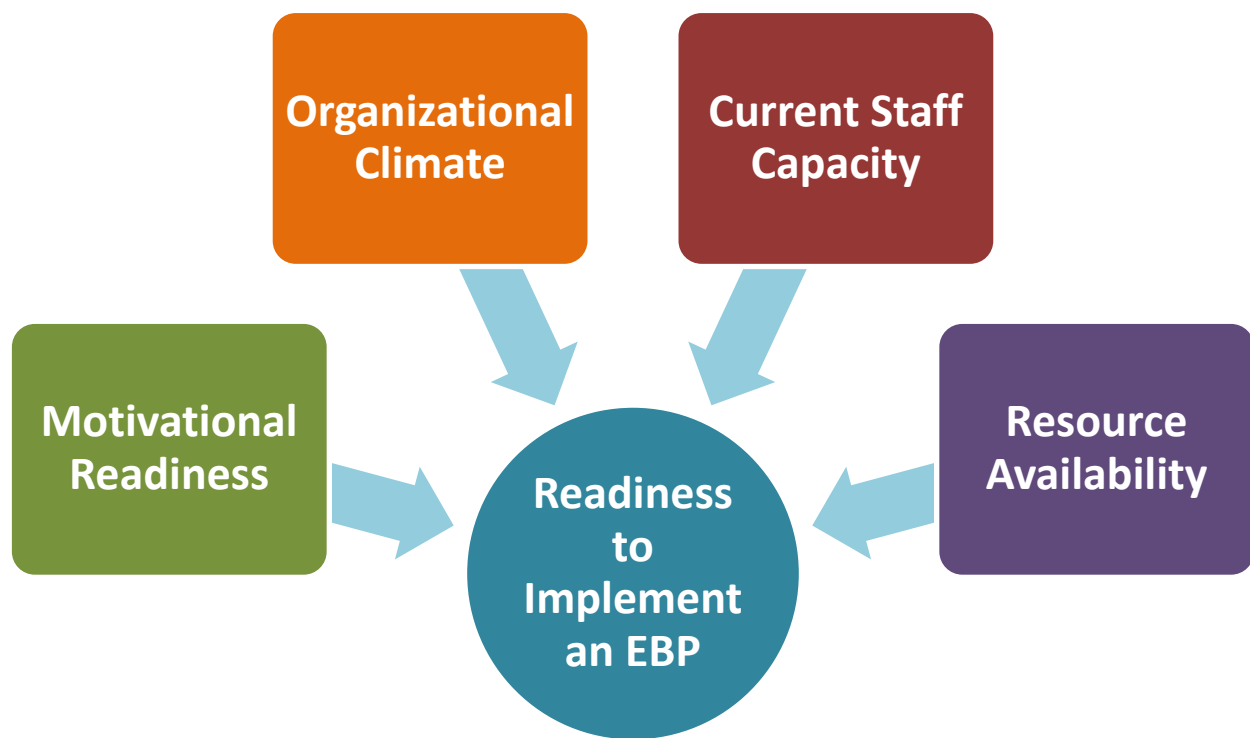 Organizational
Climate
Current Staff
Capacity
Motivational
Readiness
Resource
Availability
Readiness
to
Implement
an EBP